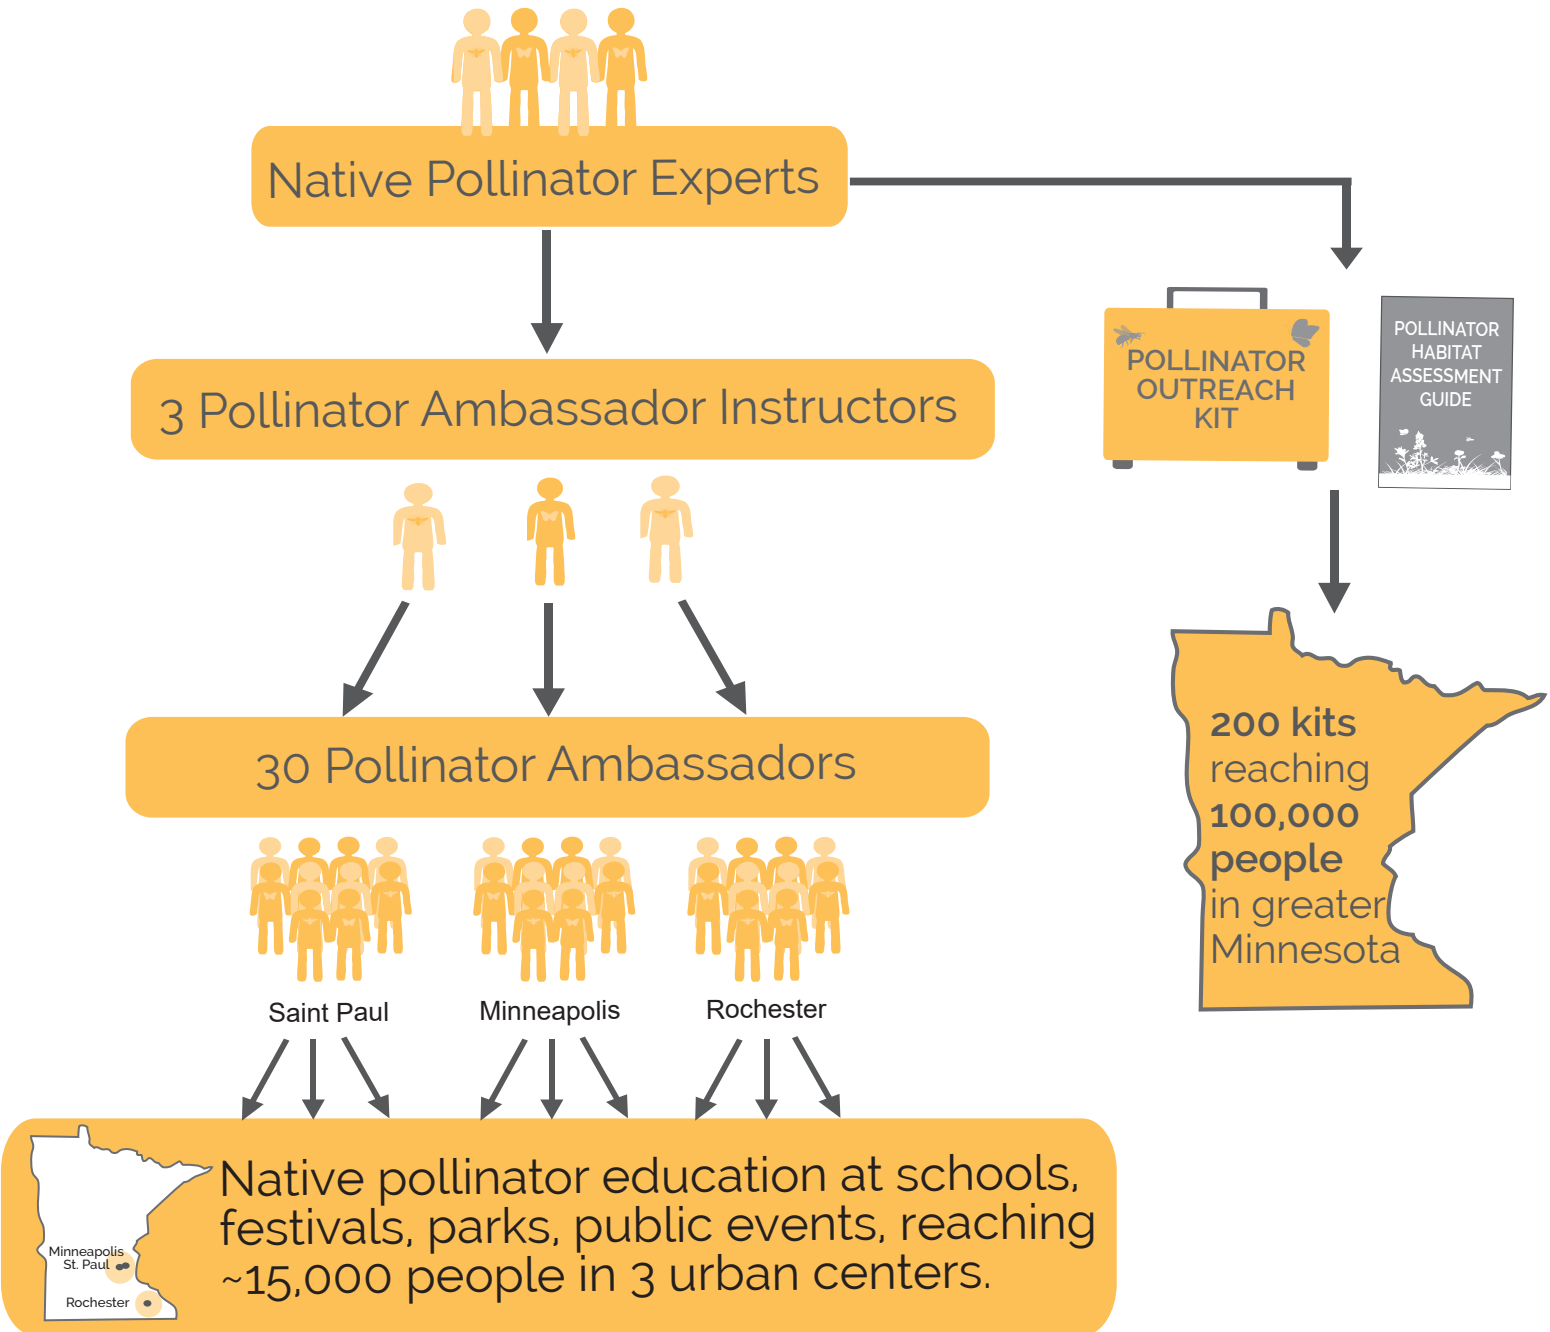 Native Pollinator Experts
3 Pollinator Ambassador Instructors
30 Pollinator Ambassadors
Saint Paul
Minneapolis
Rochester
Native pollinator education at schools,
festivals, parks, public events, reaching
~15,000 people in 3 urban centers.
Minneapolis
St. Paul
Rochester
POLLINATOR
OUTREACH
KIT
POLLINATOR
HABITAT
ASSESSMENT
GUIDE
200 kits
reaching
100,000
people
in greater
Minnesota